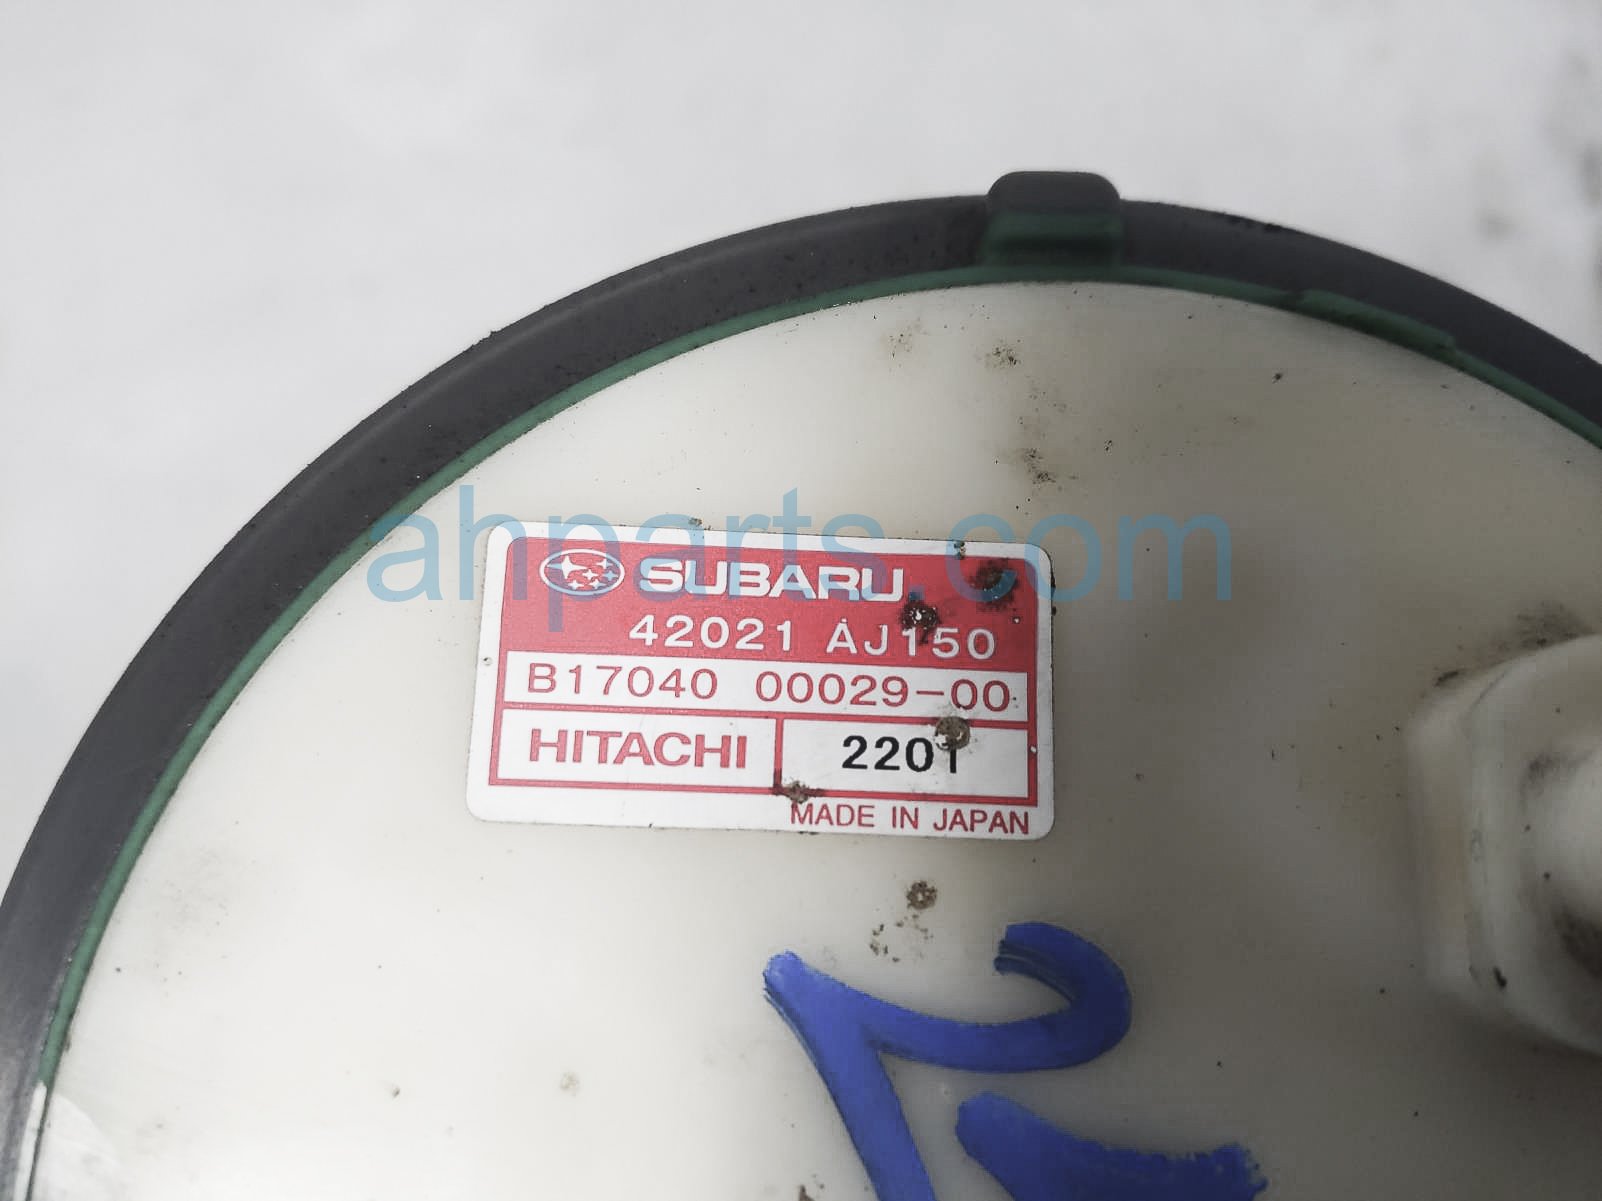 ahparts.com
SUBARU
42021 AJ150
B17040 00029-00
HITACHI 2201
MADE IN JAPAN